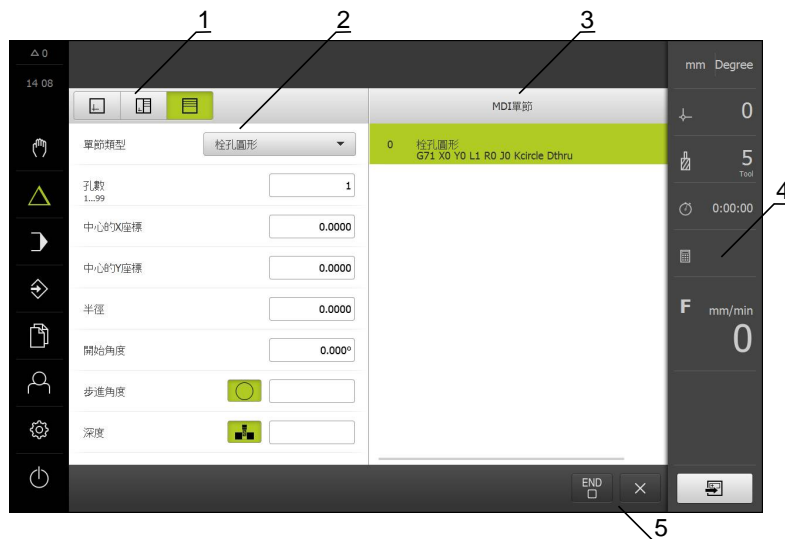 1
2
3
0
14 08
mm Degree
MDI單節
0
單節類型
栓孔圓形
0 栓孔圓形
G71 X0 Y0 L1 R0 J0 Kcircle Dthru
5
Tool
孔數
1...99
1
4
0:00:00
中心的X座標
0.0000
中心的Y座標
0.0000
半徑
0.0000
F mm/min
0
開始角度
0.000°
步進角度
深度
END
5